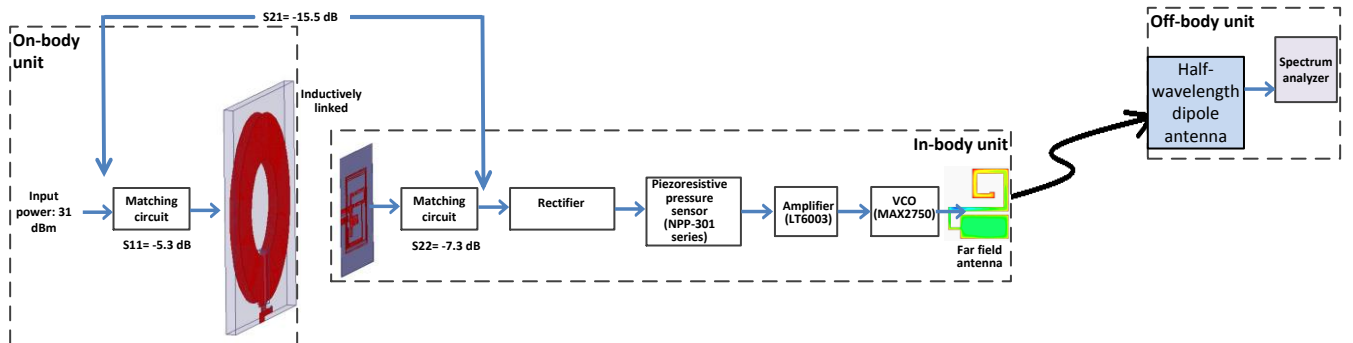 S21= -15.5 dB
On-body
unit
Input
power: 31
dBm
Matching
circuit
S11= -5.3 dB
Inductively
linked
In-body unit
Matching
circuit
S22= -7.3 dB
Rectifier
Piezoresistive
pressure
sensor
(NPP-301
series)
Amplifier
(LT6003)
VCO
(MAX2750)
Far field
antenna
Off-body unit
Half-
wavelength
dipole
antenna
Spectrum
analyzer